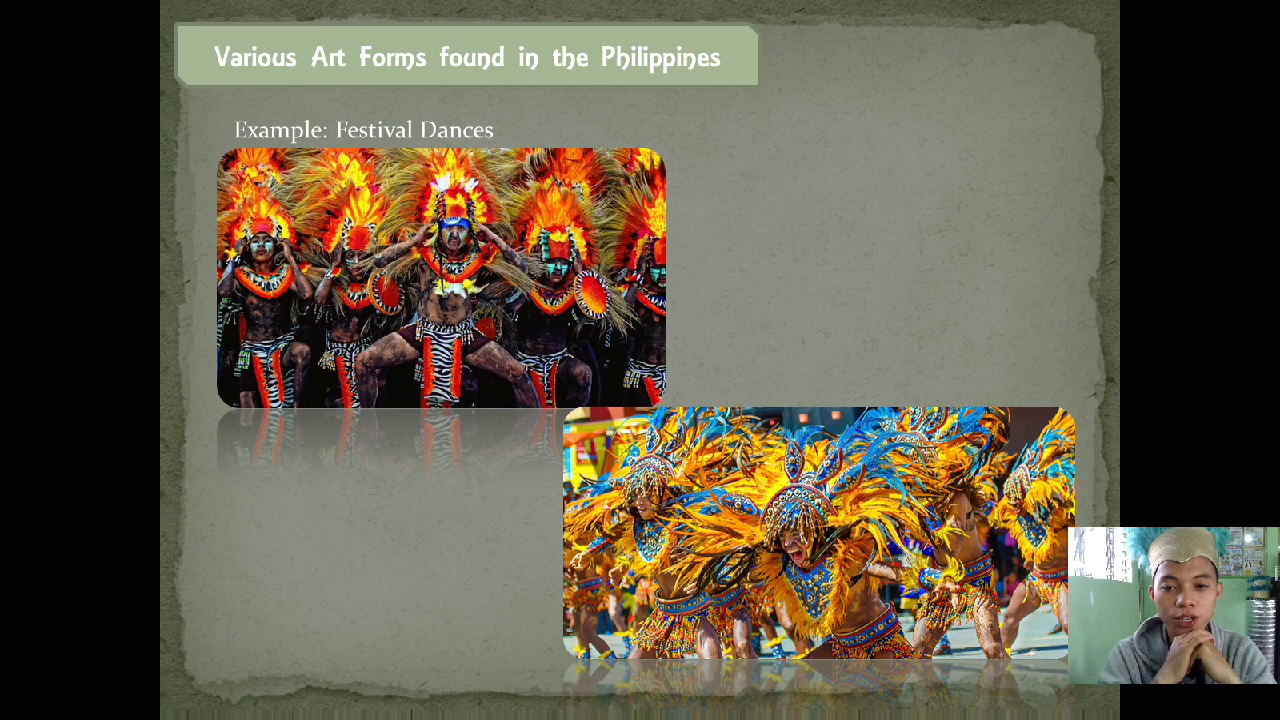 Various Art Forms found in the Philippines
Example: Festival Dances